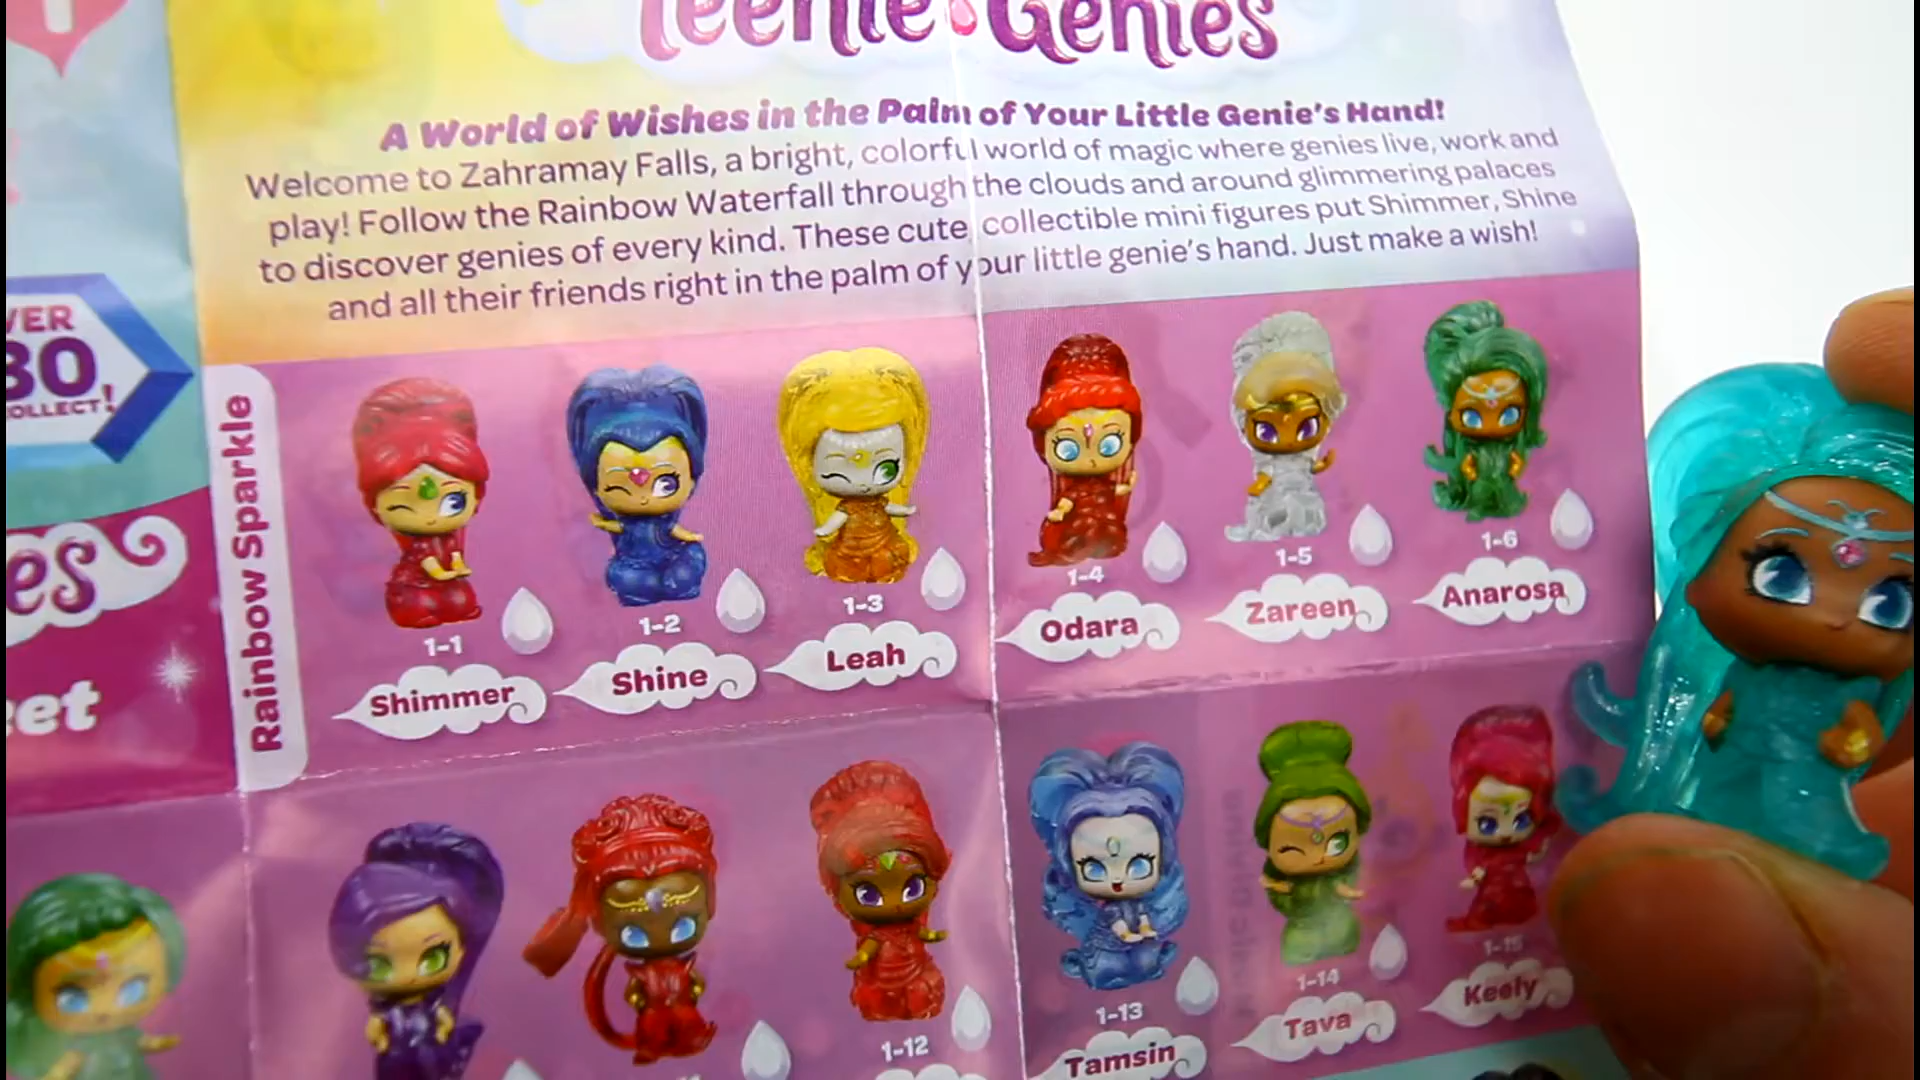 Teenie Genies
A World of Wishes in the Palm of Your Little Genie's Hand!
Welcome to Zahramay Falls, a bright, colorful world of magic where genies live, work and
play! Follow the Rainbow Waterfall through the clouds and around glimmering palaces
to discover genies of every kind. These cute collectible mini figures put Shimmer, Shine
and all their friends right in the palm of your little genie's hand. Just make a wish!
Rainbow Sparkle
1-1
Shimmer
1-2
Shine
1-3
Leah
1-4
Odara
1-5
Zareen
1-6
Anarosa
1-12
1-13
Tamsin
1-14
Tava
1-15
Keely
80